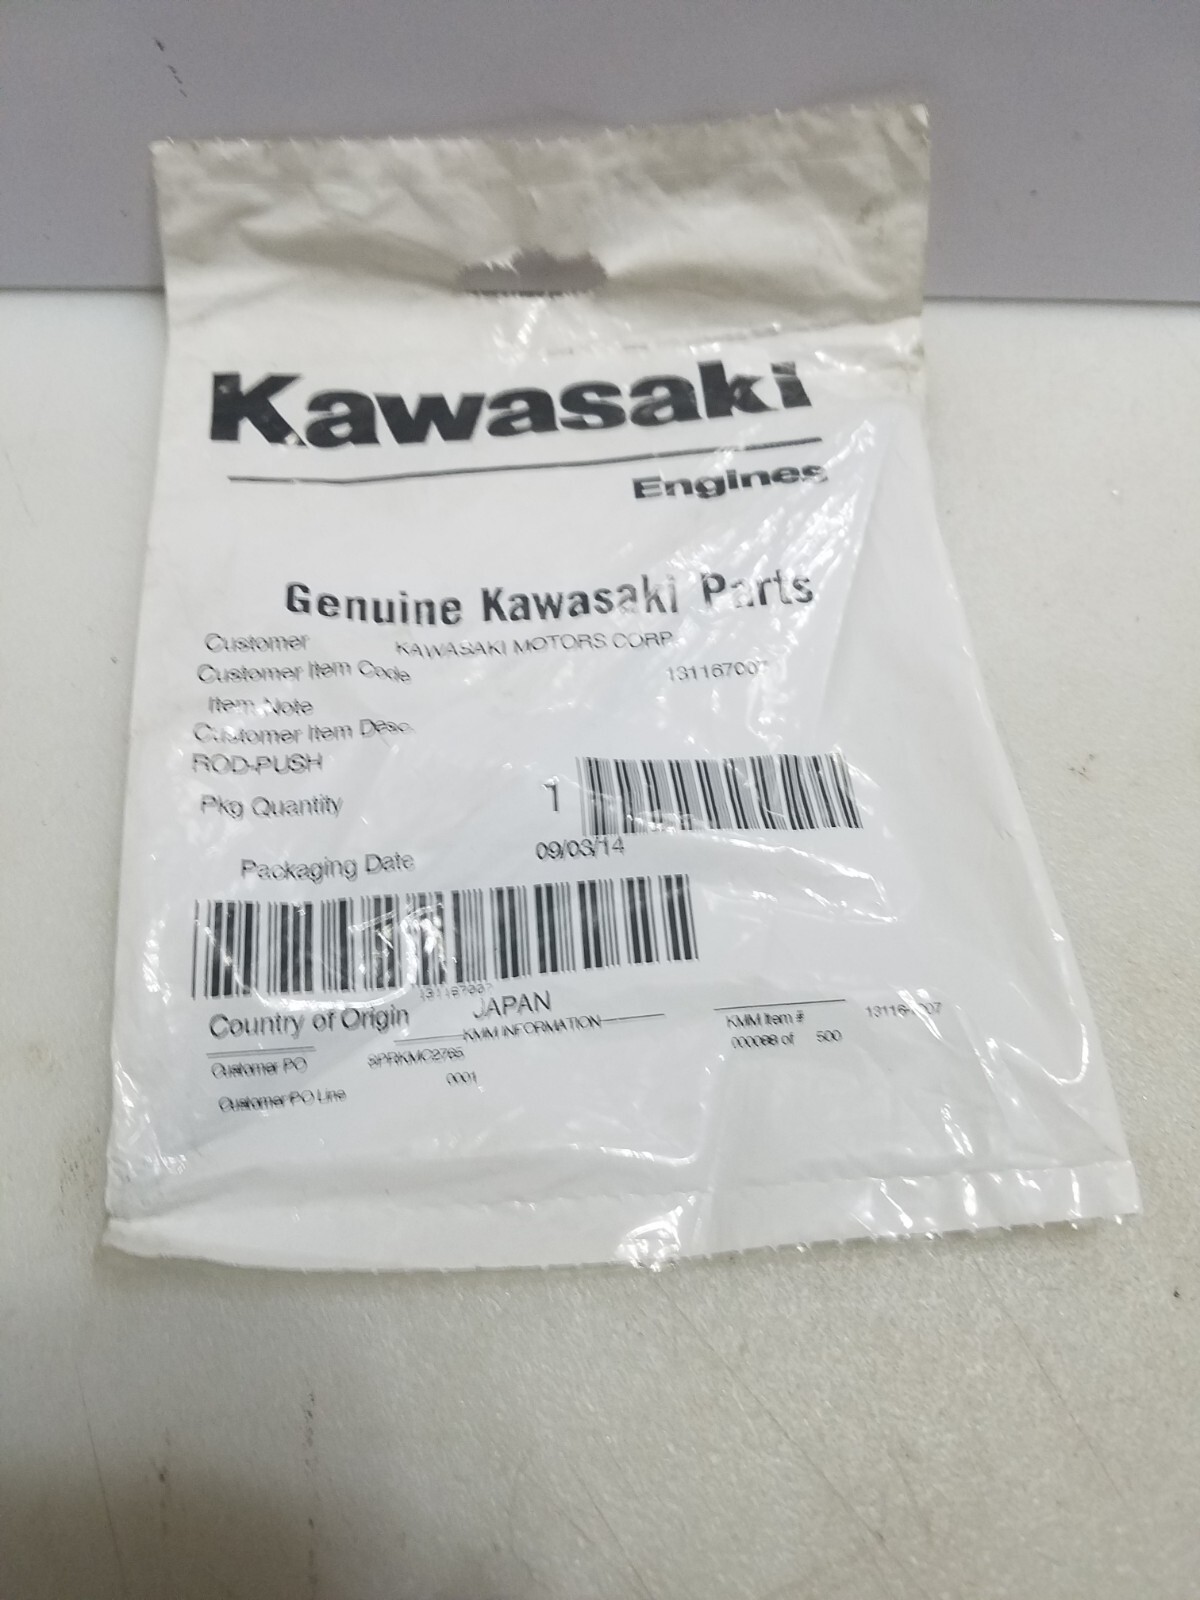 Kawasaki
Engines
Genuine Kawasaki Parts
Customer KAWASAKI MOTORS CORP.
Customer Item Code 131167007
Item Note
Customer Item Desc.
ROD-PUSH
Pkg Quantity 1
Packaging Date 09/03/14
131167007
Country of Origin JAPAN
KMM INFORMATION
KMM Item #
Customer PO SPRKMC2765 000088 of 500
Customer PO Line 0001